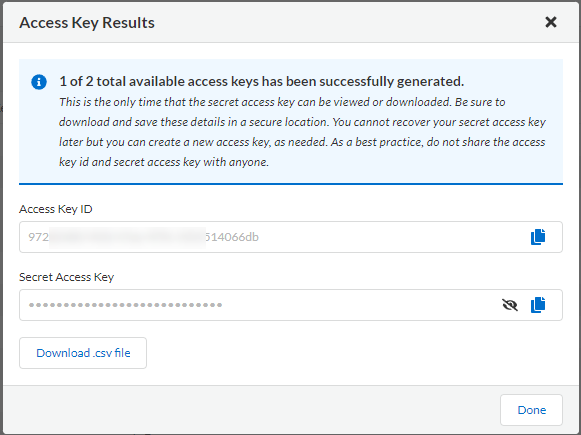 Access Key Results
1 of 2 total available access keys has been successfully generated.
This is the only time that the secret access key can be viewed or downloaded. Be sure to
download and save these details in a secure location. You cannot recover your secret access key
later but you can create a new access key, as needed. As a best practice, do not share the access
key id and secret access key with anyone.
Access Key ID
972 514066db
Secret Access Key
••••••••••••••••••••••••••••
Download .csv file
Done